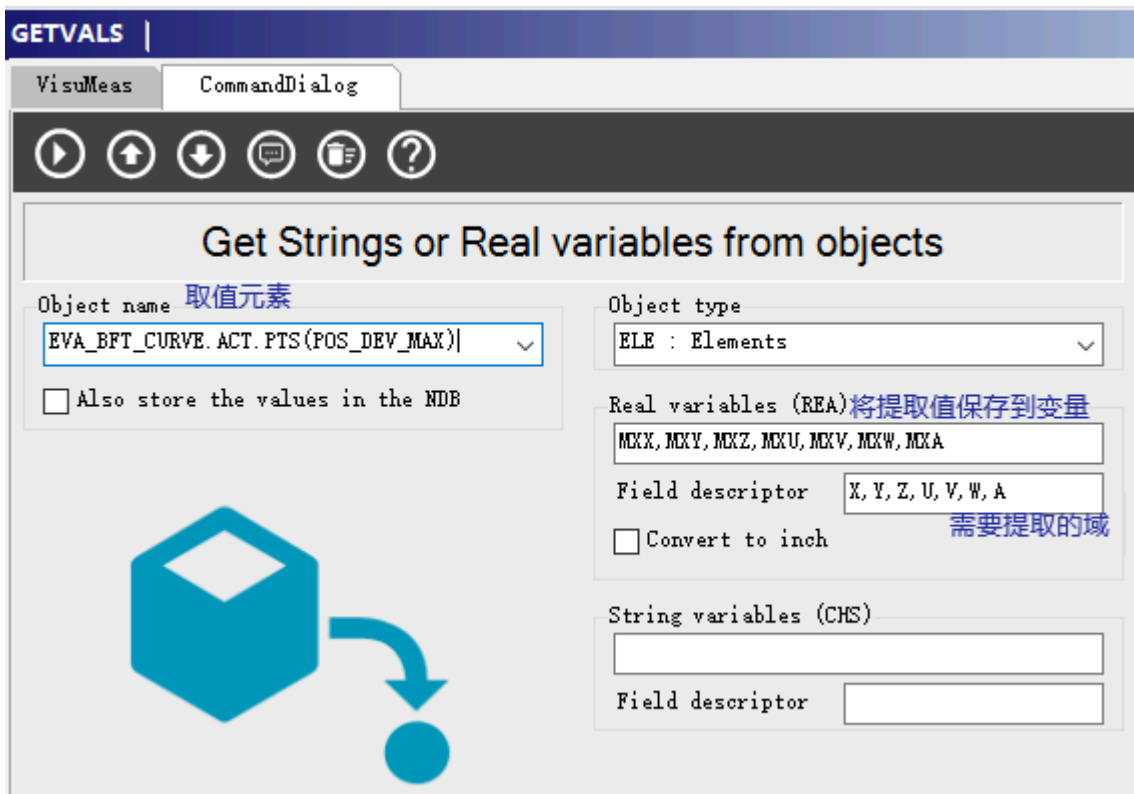 GETVALS |
VisuMeas
CommandDialog
Get Strings or Real variables from objects
Object name 取值元素
EVA_BFT_CURVE.ACT.PTS(POS_DEV_MAX)
Also store the values in the NDB
Object type
ELE : Elements
Real variables (REA)将提取值保存到变量
MXX,MXY,MXZ,MXU,MXV,MXW,MXA
Field descriptor X,Y,Z,U,V,W,A
需要提取的域
Convert to inch
String variables (CHS)
Field descriptor